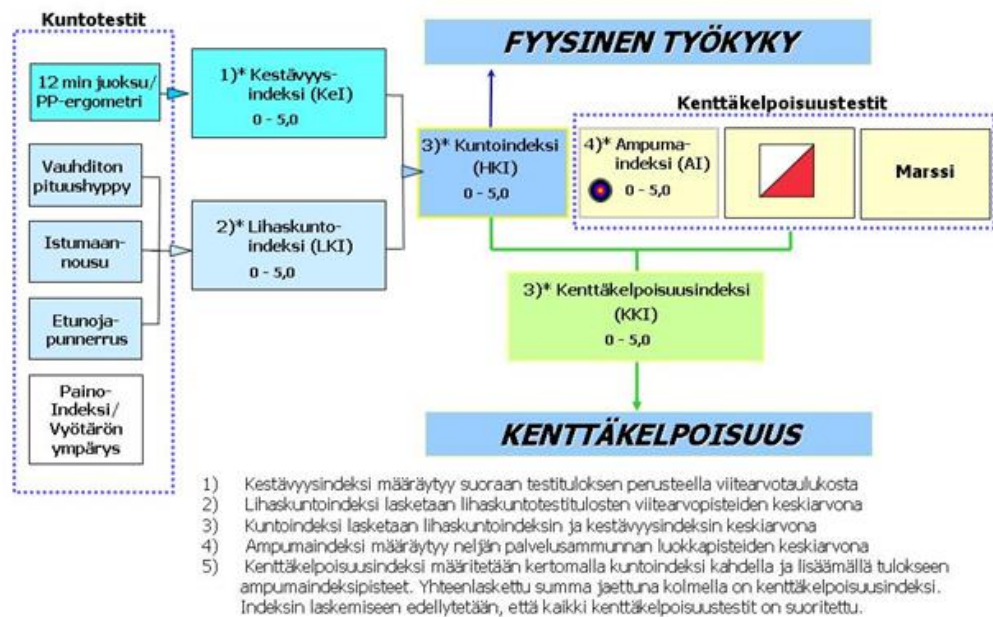 Kuntotestit
12 min juoksu/
PP-ergometri
Vauhditon
pituushyppy
Istumaan-
nousu
Etunoja-
punnerrus
Paino-
Indeksi/
Vyötärön
ympärys
1)* Kestävyys-
indeksi (KeI)
0 – 5,0
2)* Lihaskunto-
indeksi (LKI)
0 – 5,0
FYYSINEN TYÖKYKY
3)* Kuntoindeksi
(HKI)
0 – 5,0
Kenttäkelpoisuustestit
4)* Ampuma-
indeksi (AI)
0 – 5,0
Marssi
3)* Kenttäkelpoisuusindeksi
(KKI)
0 – 5,0
KENTTÄKELPOISUUS
1) Kestävyysindeksi määräytyy suoraan testituloksen perusteella viitearvotaulukosta
2) Lihaskuntoindeksi lasketaan lihaskuntotestitulosten viitearvopisteiden keskiarvona
3) Kuntoindeksi lasketaan lihaskuntoindeksin ja kestävyysindeksin keskiarvona
4) Ampumaindeksi määräytyy neljän palvelusammunnan luokkapisteiden keskiarvona
5) Kenttäkelpoisuusindeksi määritetään kertomalla kuntoindeksi kahdella ja lisäämällä tulokseen
ampumaindeksipisteet. Yhteenlaskettu summa jaettuna kolmella on kenttäkelpoisuusindeksi.
Indeksin laskemiseen edellytetään, että kaikki kenttäkelpoisuustestit on suoritettu.